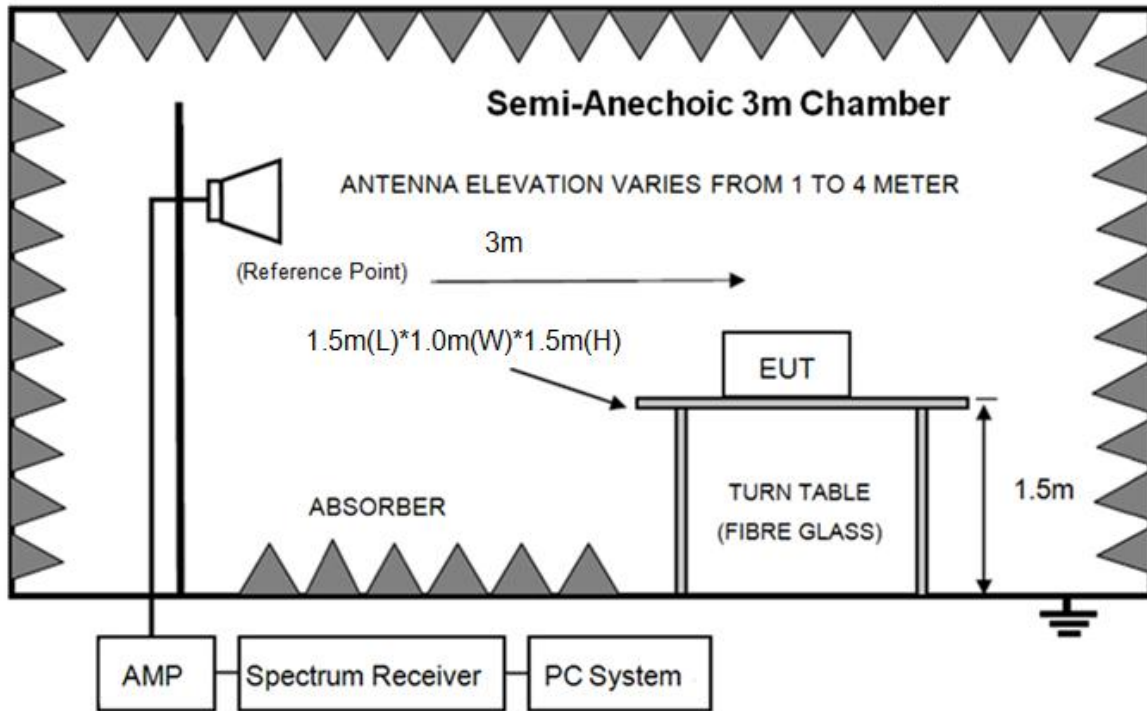 Semi-Anechoic 3m Chamber
ANTENNA ELEVATION VARIES FROM 1 TO 4 METER
3m
(Reference Point)
1.5m(L)*1.0m(W)*1.5m(H)
EUT
ABSORBER
TURN TABLE
(FIBRE GLASS)
1.5m
AMP
Spectrum Receiver
PC System